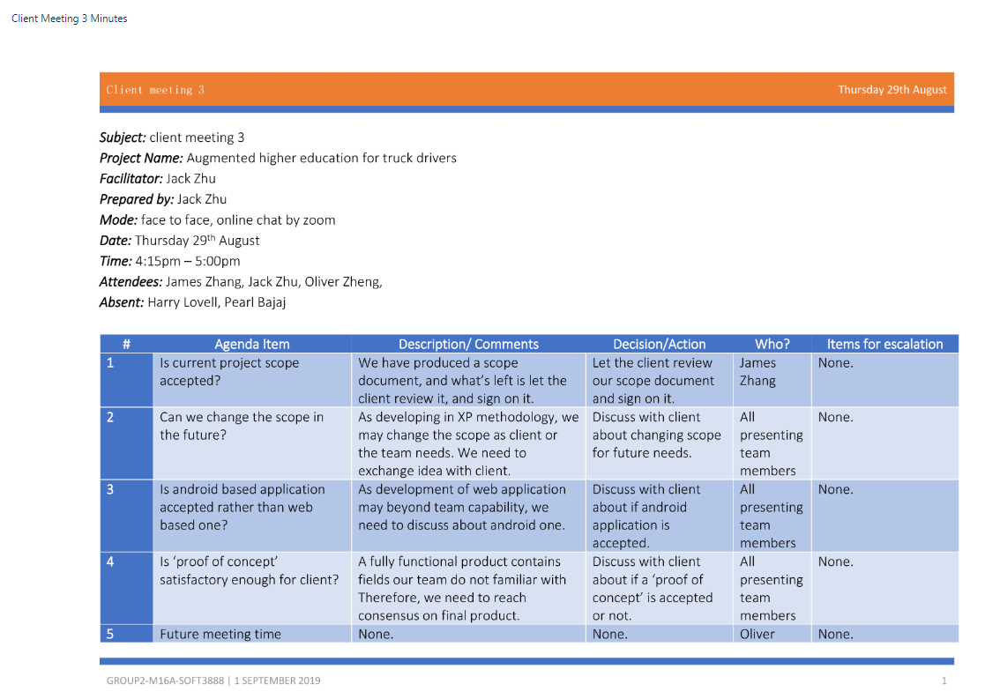 Client Meeting 3 Minutes
Client meeting 3
Thursday 29th August
Subject: client meeting 3
Project Name: Augmented higher education for truck drivers
Facilitator: Jack Zhu
Prepared by: Jack Zhu
Mode: face to face, online chat by zoom
Date: Thursday 29th August
Time: 4:15pm – 5:00pm
Attendees: James Zhang, Jack Zhu, Oliver Zheng,
Absent: Harry Lovell, Pearl Bajaj
#
Agenda Item
Description/ Comments
Decision/Action
Who?
Items for escalation
1
Is current project scope
accepted?
We have produced a scope
document, and what’s left is let the
client review it, and sign on it.
Let the client review
our scope document
and sign on it.
James
Zhang
None.
2
Can we change the scope in
the future?
As developing in XP methodology, we
may change the scope as client or
the team needs. We need to
exchange idea with client.
Discuss with client
about changing scope
for future needs.
All
presenting
team
members
None.
3
Is android based application
accepted rather than web
based one?
As development of web application
may beyond team capability, we
need to discuss about android one.
Discuss with client
about if android
application is
accepted.
All
presenting
team
members
None.
4
Is ‘proof of concept’
satisfactory enough for client?
A fully functional product contains
fields our team do not familiar with
Therefore, we need to reach
consensus on final product.
Discuss with client
about if a ‘proof of
concept’ is accepted
or not.
All
presenting
team
members
None.
5
Future meeting time
None.
None.
Oliver
None.
GROUP2-M16A-SOFT3888 | 1 SEPTEMBER 2019
1